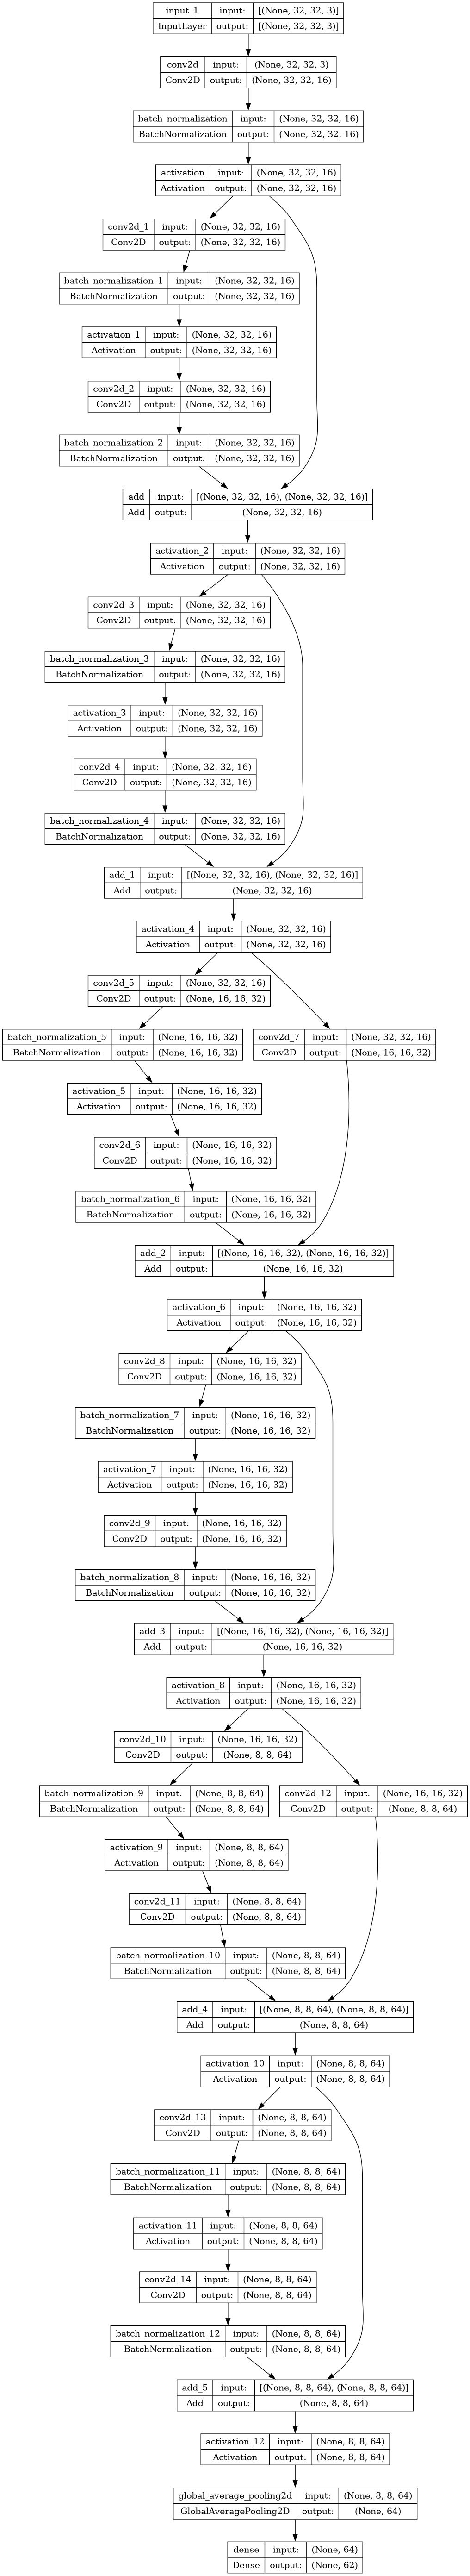 input_1 input: [(None, 32, 32, 3)]
InputLayer output: [(None, 32, 32, 3)]
conv2d input: (None, 32, 32, 3)
Conv2D output: (None, 32, 32, 16)
batch_normalization input: (None, 32, 32, 16)
BatchNormalization output: (None, 32, 32, 16)
activation input: (None, 32, 32, 16)
Activation output: (None, 32, 32, 16)
conv2d_1 input: (None, 32, 32, 16)
Conv2D output: (None, 32, 32, 16)
batch_normalization_1 input: (None, 32, 32, 16)
BatchNormalization output: (None, 32, 32, 16)
activation_1 input: (None, 32, 32, 16)
Activation output: (None, 32, 32, 16)
conv2d_2 input: (None, 32, 32, 16)
Conv2D output: (None, 32, 32, 16)
batch_normalization_2 input: (None, 32, 32, 16)
BatchNormalization output: (None, 32, 32, 16)
add input: [(None, 32, 32, 16), (None, 32, 32, 16)]
Add output: (None, 32, 32, 16)
activation_2 input: (None, 32, 32, 16)
Activation output: (None, 32, 32, 16)
conv2d_3 input: (None, 32, 32, 16)
Conv2D output: (None, 32, 32, 16)
batch_normalization_3 input: (None, 32, 32, 16)
BatchNormalization output: (None, 32, 32, 16)
activation_3 input: (None, 32, 32, 16)
Activation output: (None, 32, 32, 16)
conv2d_4 input: (None, 32, 32, 16)
Conv2D output: (None, 32, 32, 16)
batch_normalization_4 input: (None, 32, 32, 16)
BatchNormalization output: (None, 32, 32, 16)
add_1 input: [(None, 32, 32, 16), (None, 32, 32, 16)]
Add output: (None, 32, 32, 16)
activation_4 input: (None, 32, 32, 16)
Activation output: (None, 32, 32, 16)
conv2d_5 input: (None, 32, 32, 16)
Conv2D output: (None, 16, 16, 32)
batch_normalization_5 input: (None, 16, 16, 32)
BatchNormalization output: (None, 16, 16, 32)
conv2d_7 input: (None, 32, 32, 16)
Conv2D output: (None, 16, 16, 32)
activation_5 input: (None, 16, 16, 32)
Activation output: (None, 16, 16, 32)
conv2d_6 input: (None, 16, 16, 32)
Conv2D output: (None, 16, 16, 32)
batch_normalization_6 input: (None, 16, 16, 32)
BatchNormalization output: (None, 16, 16, 32)
add_2 input: [(None, 16, 16, 32), (None, 16, 16, 32)]
Add output: (None, 16, 16, 32)
activation_6 input: (None, 16, 16, 32)
Activation output: (None, 16, 16, 32)
conv2d_8 input: (None, 16, 16, 32)
Conv2D output: (None, 16, 16, 32)
batch_normalization_7 input: (None, 16, 16, 32)
BatchNormalization output: (None, 16, 16, 32)
activation_7 input: (None, 16, 16, 32)
Activation output: (None, 16, 16, 32)
conv2d_9 input: (None, 16, 16, 32)
Conv2D output: (None, 16, 16, 32)
batch_normalization_8 input: (None, 16, 16, 32)
BatchNormalization output: (None, 16, 16, 32)
add_3 input: [(None, 16, 16, 32), (None, 16, 16, 32)]
Add output: (None, 16, 16, 32)
activation_8 input: (None, 16, 16, 32)
Activation output: (None, 16, 16, 32)
conv2d_10 input: (None, 16, 16, 32)
Conv2D output: (None, 8, 8, 64)
batch_normalization_9 input: (None, 8, 8, 64)
BatchNormalization output: (None, 8, 8, 64)
conv2d_12 input: (None, 16, 16, 32)
Conv2D output: (None, 8, 8, 64)
activation_9 input: (None, 8, 8, 64)
Activation output: (None, 8, 8, 64)
conv2d_11 input: (None, 8, 8, 64)
Conv2D output: (None, 8, 8, 64)
batch_normalization_10 input: (None, 8, 8, 64)
BatchNormalization output: (None, 8, 8, 64)
add_4 input: [(None, 8, 8, 64), (None, 8, 8, 64)]
Add output: (None, 8, 8, 64)
activation_10 input: (None, 8, 8, 64)
Activation output: (None, 8, 8, 64)
conv2d_13 input: (None, 8, 8, 64)
Conv2D output: (None, 8, 8, 64)
batch_normalization_11 input: (None, 8, 8, 64)
BatchNormalization output: (None, 8, 8, 64)
activation_11 input: (None, 8, 8, 64)
Activation output: (None, 8, 8, 64)
conv2d_14 input: (None, 8, 8, 64)
Conv2D output: (None, 8, 8, 64)
batch_normalization_12 input: (None, 8, 8, 64)
BatchNormalization output: (None, 8, 8, 64)
add_5 input: [(None, 8, 8, 64), (None, 8, 8, 64)]
Add output: (None, 8, 8, 64)
activation_12 input: (None, 8, 8, 64)
Activation output: (None, 8, 8, 64)
global_average_pooling2d input: (None, 8, 8, 64)
GlobalAveragePooling2D output: (None, 64)
dense input: (None, 64)
Dense output: (None, 62)